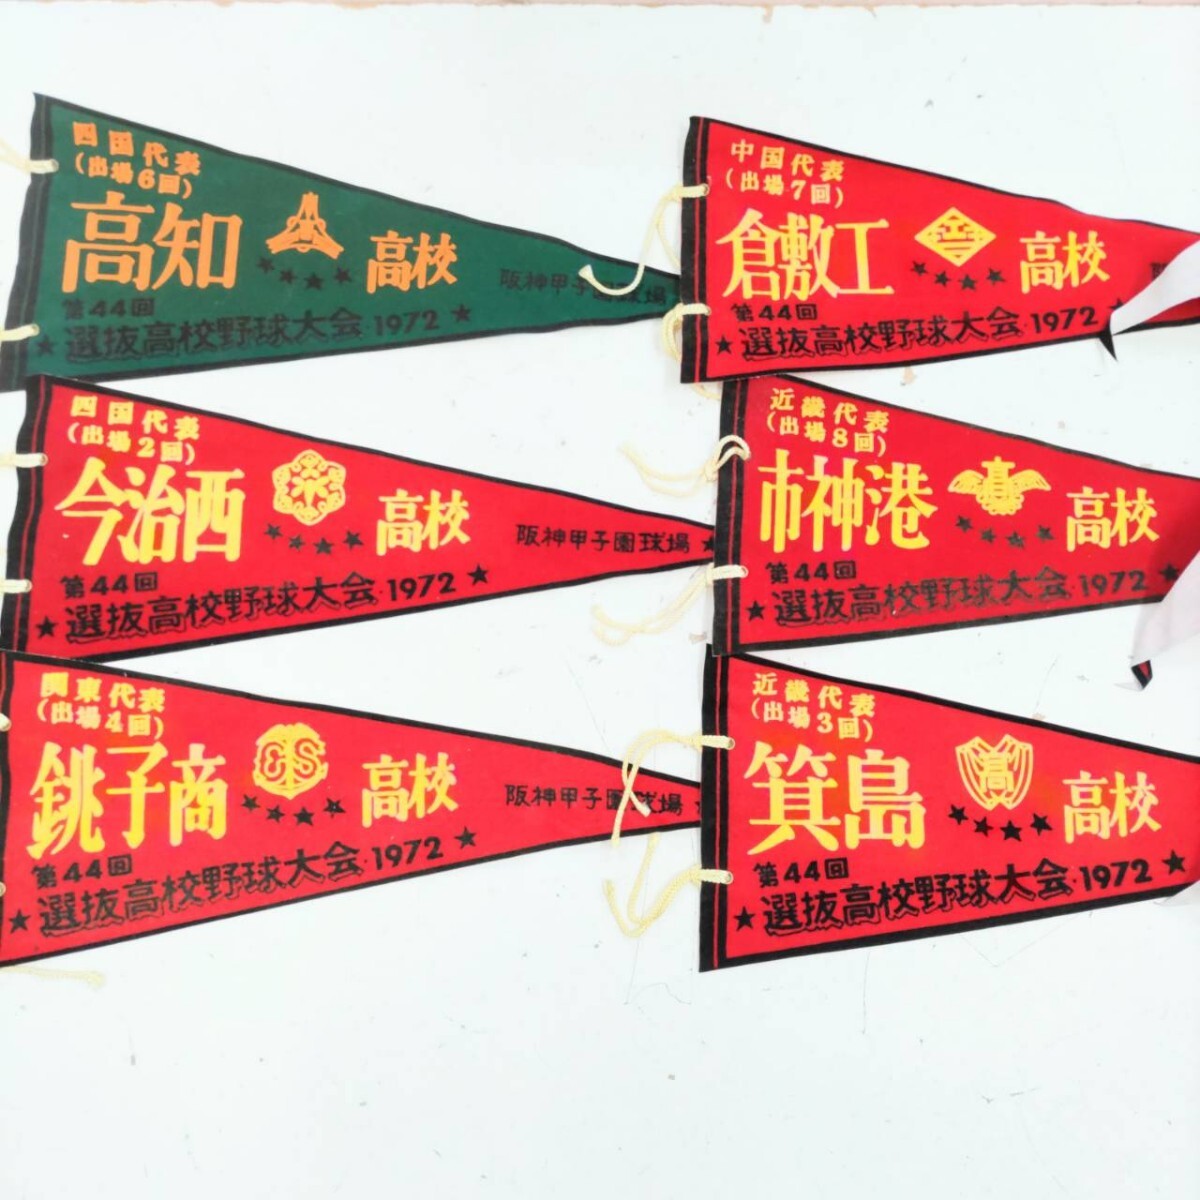 四国代表
(出場6回)
高知 高校
阪神甲子園球場
第44回
★選抜高校野球大会・1972★
中国代表
(出場7回)
倉敷工 高校
第44回
★選抜高校野球大会・1972★
四国代表
(出場2回)
今治西 高校
阪神甲子園球場★
第44回
★選抜高校野球大会・1972★
近畿代表
(出場8回)
市神港 高校
第44回
★選抜高校野球大会・1972★
関東代表
(出場4回)
銚子商 CS 高校
阪神甲子園球場
第44回
★選抜高校野球大会・1972★
近畿代表
(出場3回)
箕島 高 高校
第44回
★選抜高校野球大会・1972★